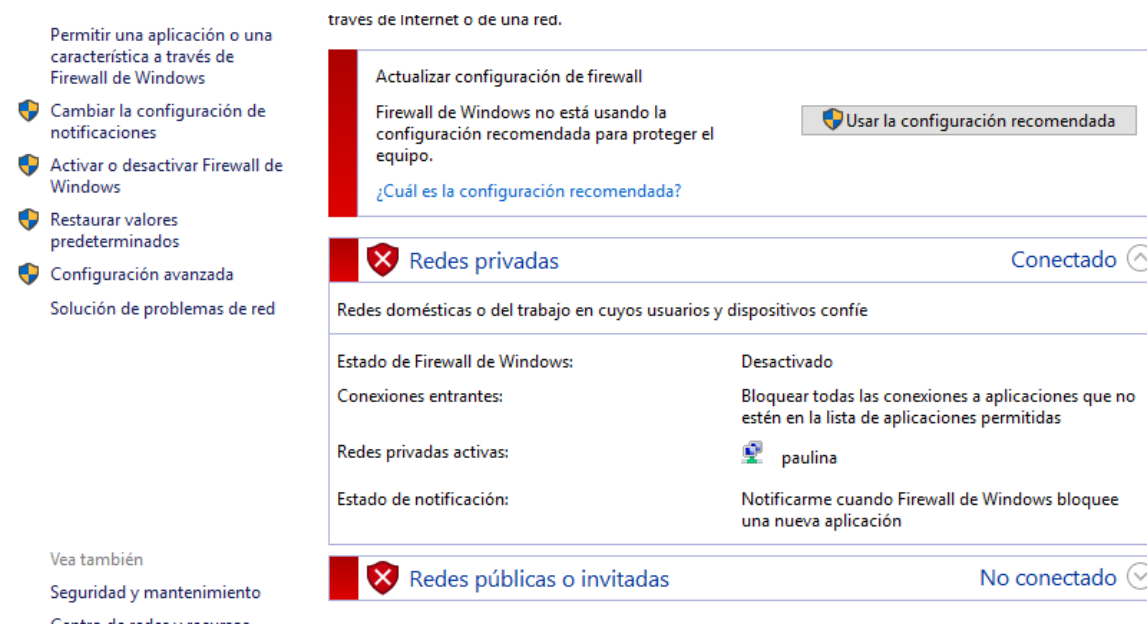 Permitir una aplicación o una
característica a través de
Firewall de Windows
Cambiar la configuración de
notificaciones
Activar o desactivar Firewall de
Windows
Restaurar valores
predeterminados
Configuración avanzada
Solución de problemas de red
Vea también
Seguridad y mantenimiento
Centro de redes y recursos
través de Internet o de una red.
Actualizar configuración de firewall
Firewall de Windows no está usando la
configuración recomendada para proteger el
equipo.
Usar la configuración recomendada
¿Cuál es la configuración recomendada?
Redes privadas Conectado
Redes domésticas o del trabajo en cuyos usuarios y dispositivos confíe
Estado de Firewall de Windows: Desactivado
Conexiones entrantes: Bloquear todas las conexiones a aplicaciones que no
estén en la lista de aplicaciones permitidas
Redes privadas activas: paulina
Estado de notificación: Notificarme cuando Firewall de Windows bloquee
una nueva aplicación
Redes públicas o invitadas No conectado